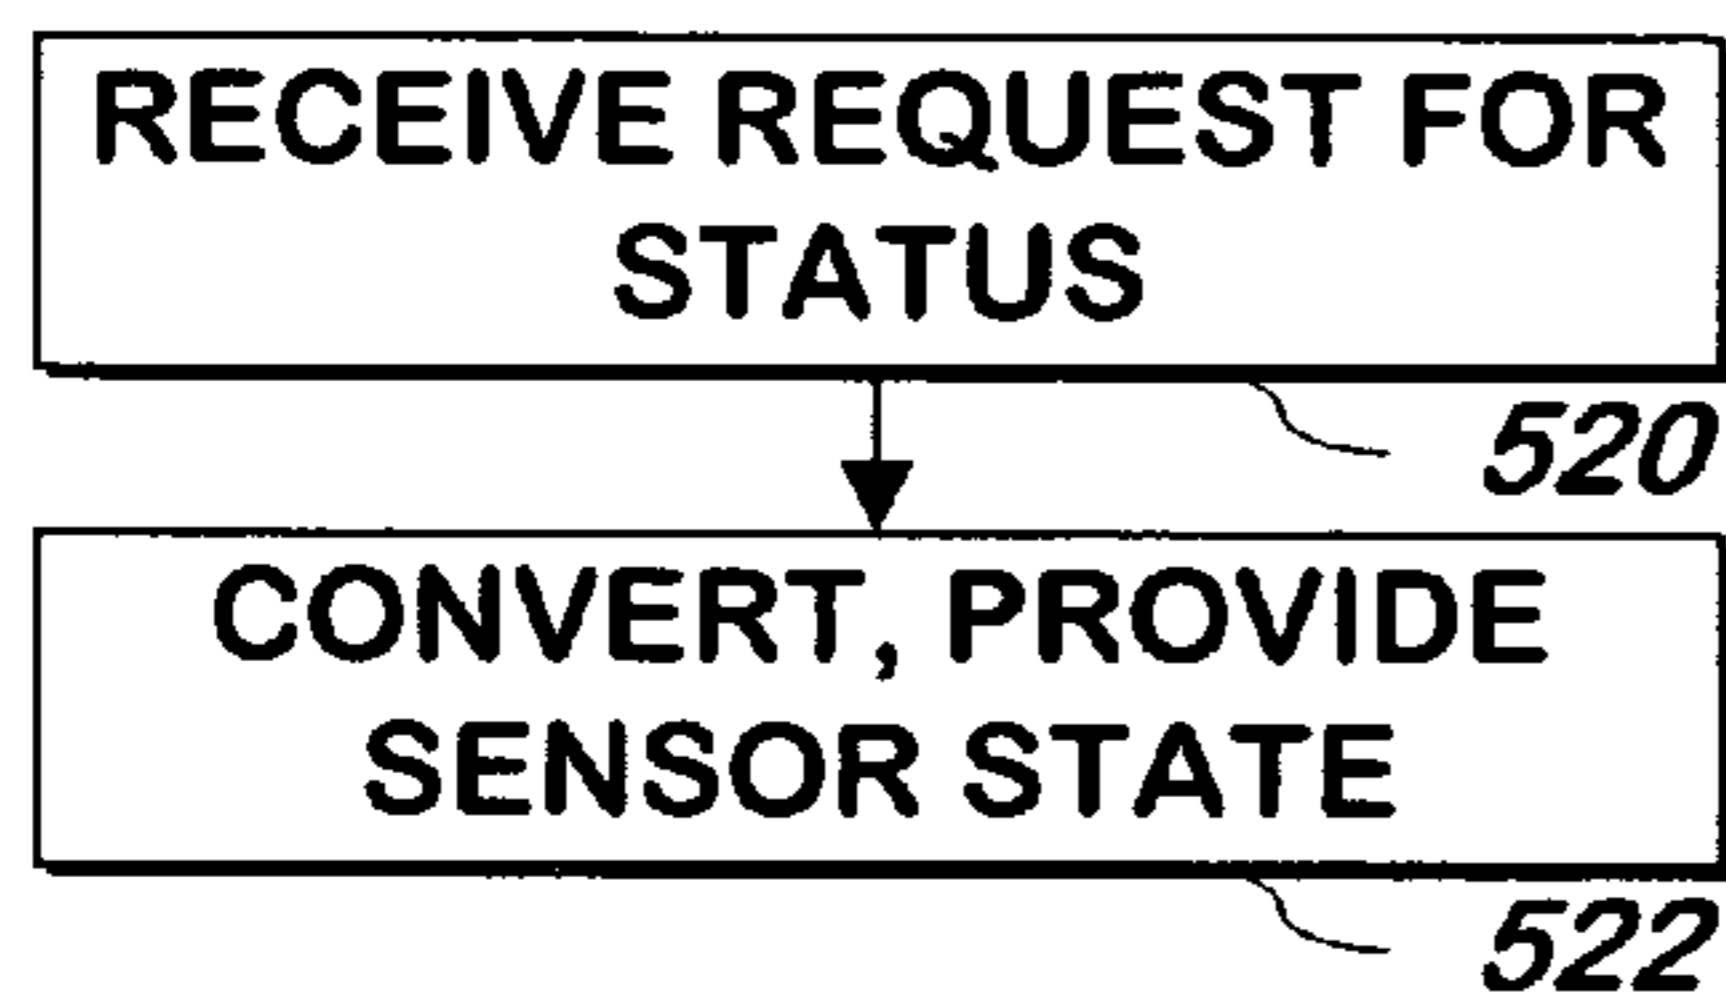 RECEIVE REQUEST FOR
STATUS
520
CONVERT, PROVIDE
SENSOR STATE
522